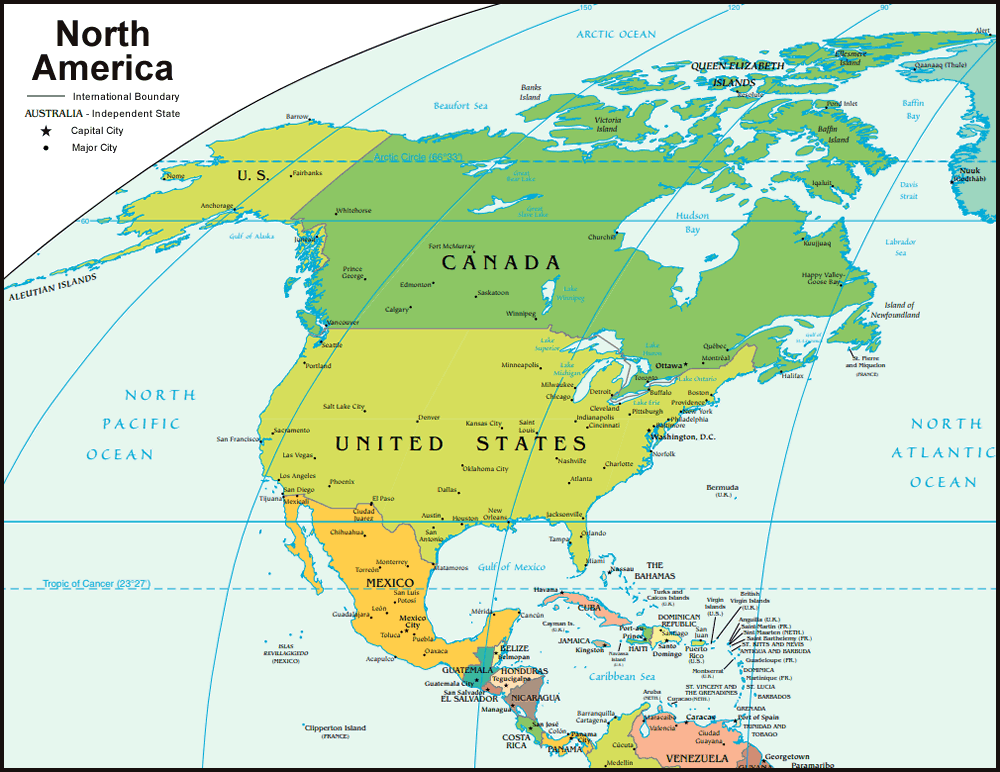 North
America
International Boundary
AUSTRALIA - Independent State
Capital City
Major City
150°
120°
90°
ARCTIC OCEAN
Alert
Ellesmere
Island
QUEEN ELIZABETH
ISLANDS
Qaanaaq (Thule)
Resolute
Banks
Island
Beaufort Sea
Victoria
Island
Pond Inlet
Baffin
Bay
Baffin
Island
Barrow
Arctic Circle (66°33')
Nome
U. S.
Fairbanks
Great
Bear Lake
Nuuk
(Godthåb)
Iqaluit
Davis
Strait
Anchorage
Whitehorse
Great
Slave Lake
60
Hudson
Bay
Gulf of Alaska
Juneau
Churchill
Kuujjuaq
Labrador
Sea
Fort McMurray
CANADA
Prince
George
Edmonton
Happy Valley-
Goose Bay
ALEUTIAN ISLANDS
Saskatoon
Lake
Winnipeg
Calgary
Winnipeg
Island of
Newfoundland
Vancouver
Seattle
Lake
Superior
Lake
Huron
Québec
Gulf of
St. Lawrence
Portland
Minneapolis
Lake
Michigan
Ottawa
Montréal
St. Pierre
and Miquelon
(FRANCE)
Toronto
Lake Ontario
Halifax
Milwaukee
Chicago
Detroit
Buffalo
Boston
NORTH
PACIFIC
OCEAN
Salt Lake City
Denver
Kansas City
Saint
Louis
Cleveland
Lake Erie
Providence
Indianapolis
Pittsburgh
New York
Cincinnati
Philadelphia
Baltimore
NORTH
ATLANTIC
OCEAN
San Francisco
Sacramento
UNITED STATES
Washington, D.C.
Las Vegas
Norfolk
Oklahoma City
Nashville
Charlotte
Los Angeles
Phoenix
Atlanta
San Diego
Dallas
Tijuana
Mexicali
El Paso
Bermuda
(U.K.)
Ciudad
Juarez
Austin
Houston
New
Orleans
Jacksonville
Chihuahua
San
Antonio
Tampa
Orlando
Matamoros
Gulf of Mexico
Miami
Nassau
THE
BAHAMAS
Monterrey
Torreón
Tropic of Cancer (23°27')
MEXICO
Havana
Turks and
Caicos Islands
(U.K.)
British
Virgin Islands
(U.K.)
Virgin
Islands
(U.S.)
San Luis
Potosí
CUBA
Mérida
Cancún
León
Guadalajara
Mexico
City
Cayman Is.
(U.K.)
DOMINICAN
REPUBLIC
Anguilla (U.K.)
Saint Martin (FR.)
Sint Maarten (NETH.)
Saint Barthelemy (FR.)
ST. KITTS AND NEVIS
ANTIGUA AND BARBUDA
Port-au-
Prince
Santiago
San
Juan
Toluca
Puebla
JAMAICA
Kingston
HAITI
Santo
Domingo
Puerto
Rico
(U.S.)
Guadeloupe (FR.)
ISLAS
REVILLAGIGEDO
(MEXICO)
Acapulco
Oaxaca
BELIZE
Belmopan
Navassa
Island
(U.S.)
Montserrat
(U.K.)
DOMINICA
Martinique (FR.)
GUATEMALA
HONDURAS
Caribbean Sea
Guatemala City
Tegucigalpa
San Salvador
EL SALVADOR
NICARAGUA
Managua
Aruba
(NETH.)
Curacao (NETH.)
ST. VINCENT AND
THE GRENADINES
ST. LUCIA
BARBADOS
GRENADA
Clipperton Island
(FRANCE)
San José
COSTA
RICA
Colón
Panama
City
PANAMA
Barranquilla
Cartagena
Maracaibo
Valencia
Caracas
Port of Spain
TRINIDAD AND
TOBAGO
Ciudad
Guayana
Cúcuta
Medellín
VENEZUELA
Georgetown
GUYANA
Paramaribo